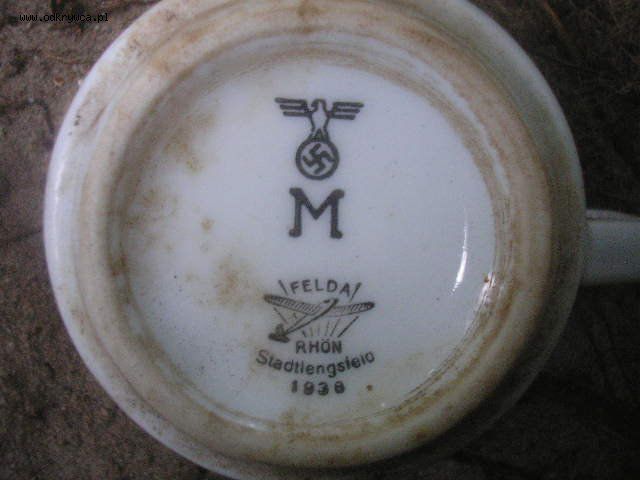 www.odkrywca.pl
M
FELDA
RHÖN
Stadtlengsfeld
1938